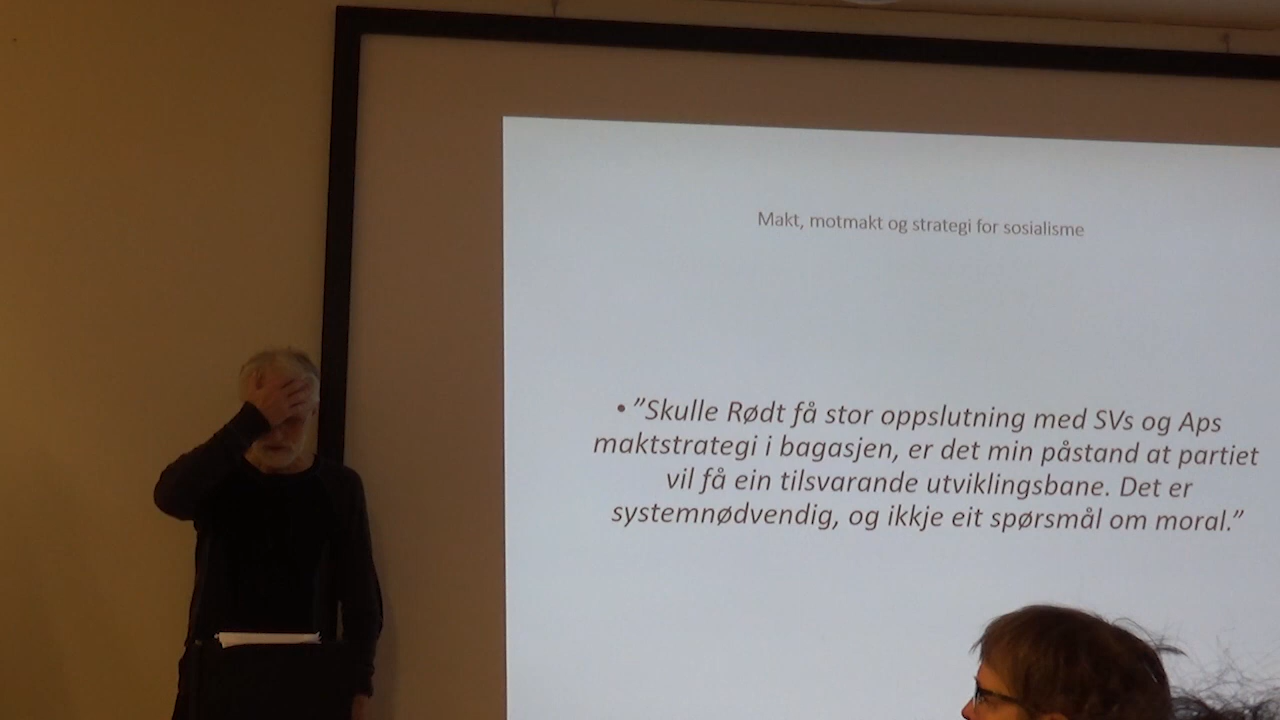 Makt, motmakt og strategi for sosialisme
• ”Skulle Rødt få stor oppslutning med SVs og Aps
maktstrategi i bagasjen, er det min påstand at partiet
vil få ein tilsvarande utviklingsbane. Det er
systemnødvendig, og ikkje eit spørsmål om moral.”